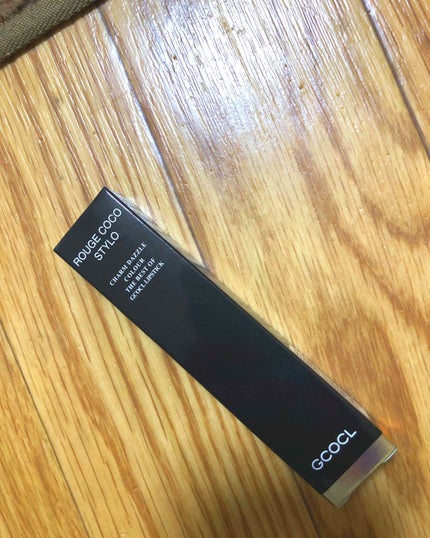 ROUGE COCO
STYLO
CHARM DAZZLE
COLOUR
THE BEST OF
GCOCL LIPSTICK
GCOCL